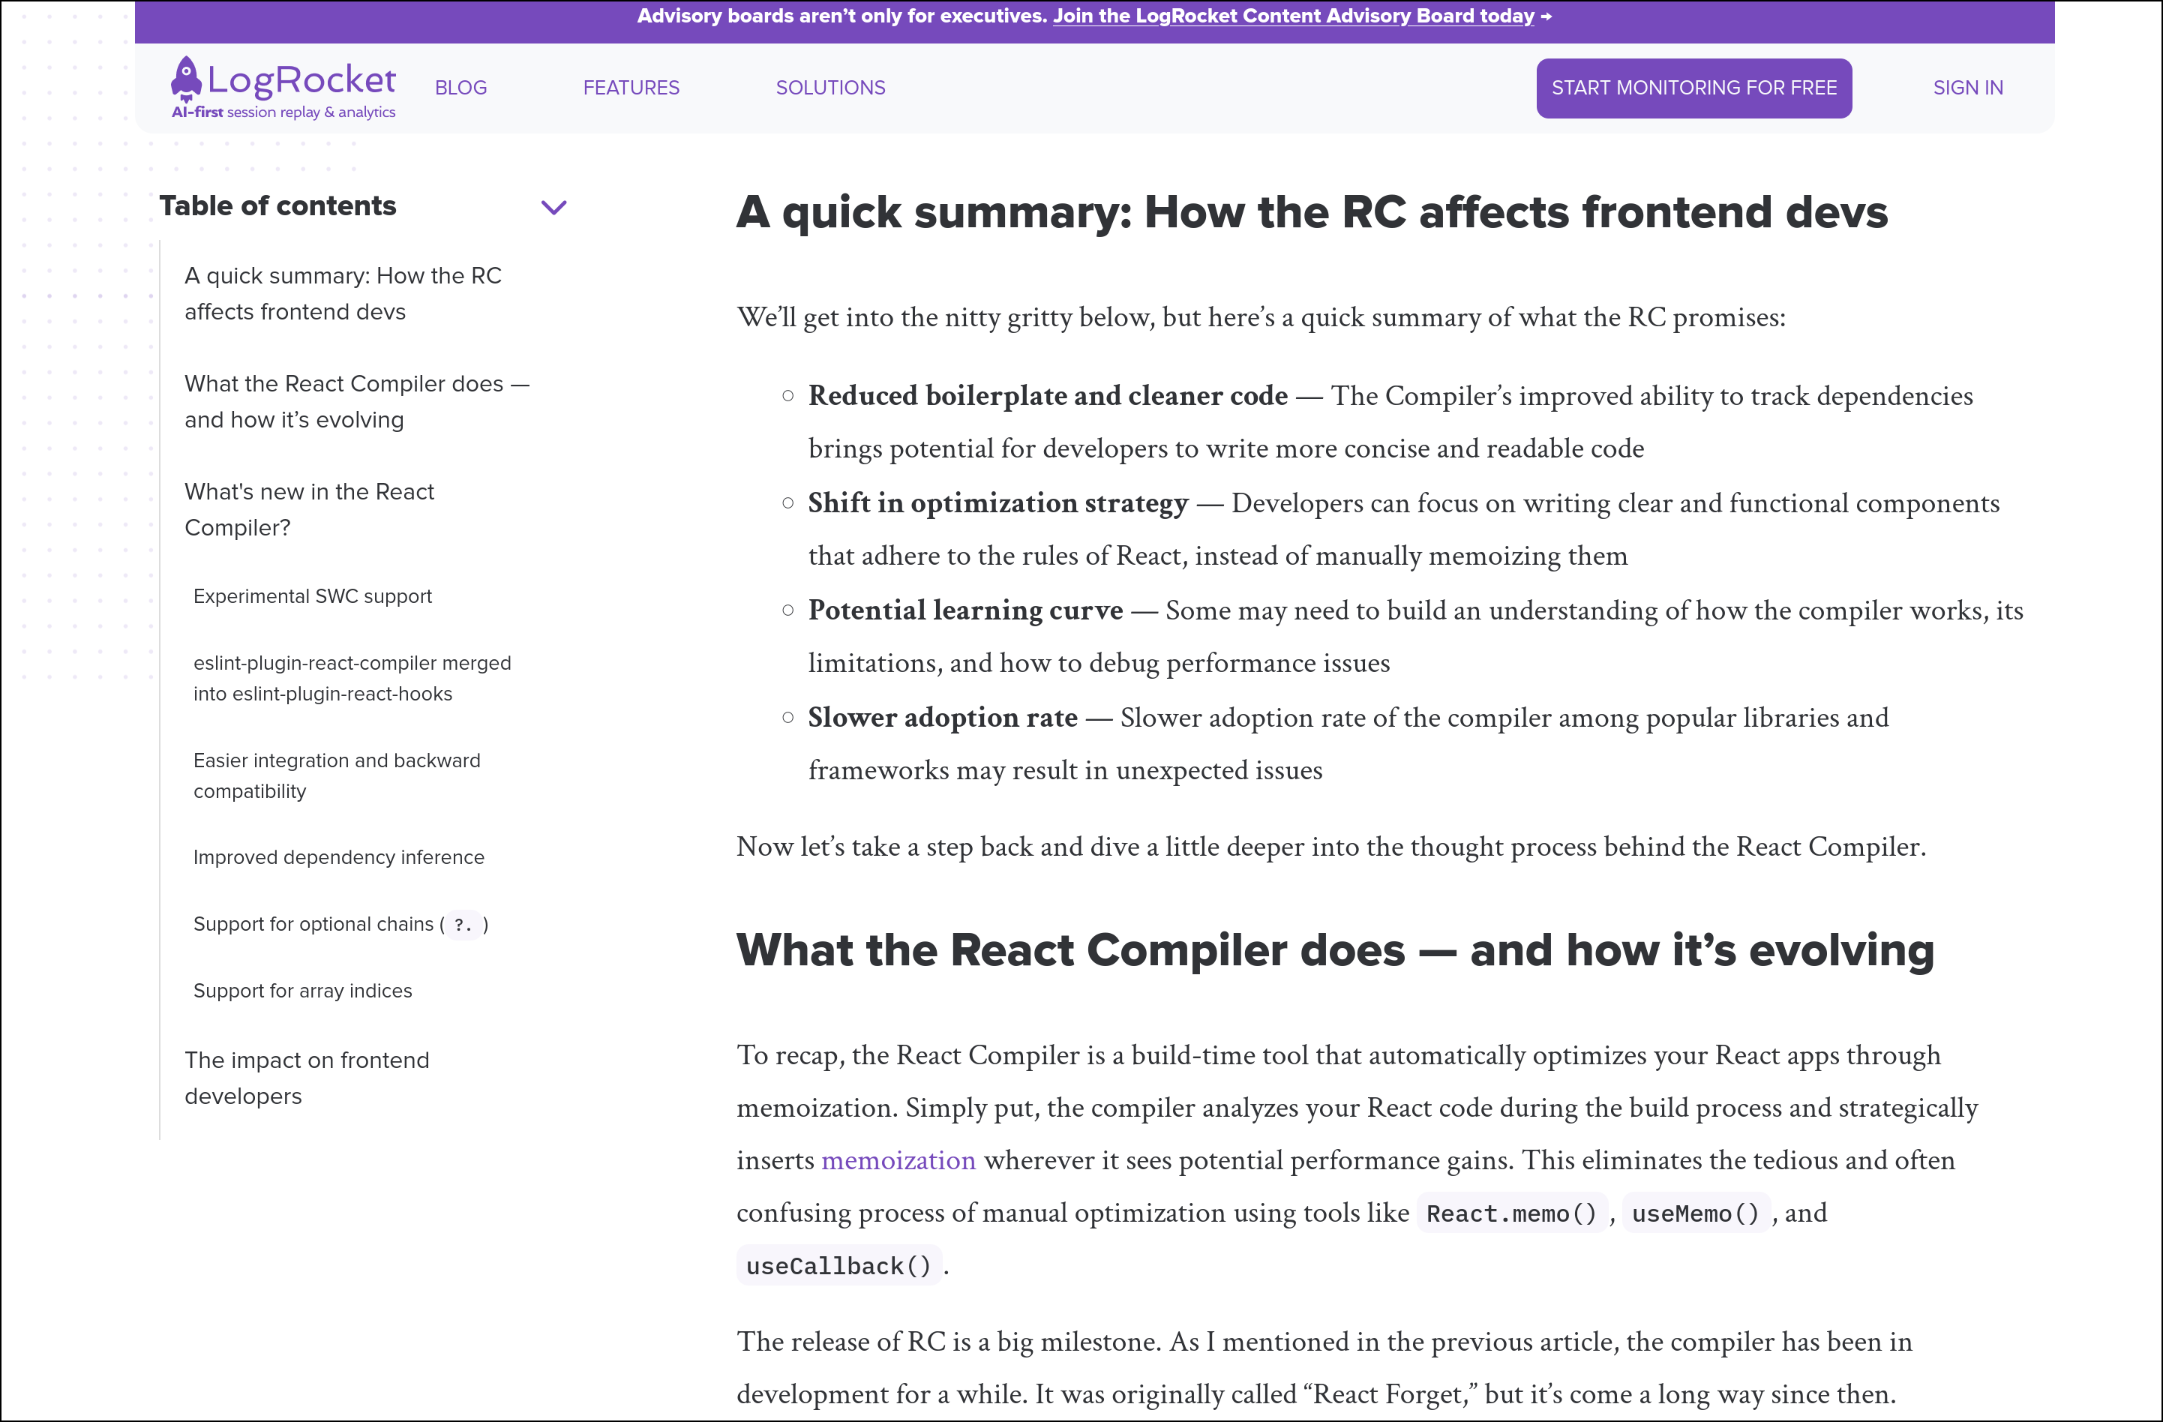 Advisory boards aren’t only for executives. Join the LogRocket Content Advisory Board today →
LogRocket
AI-first session replay & analytics
BLOG
FEATURES
SOLUTIONS
START MONITORING FOR FREE
SIGN IN
Table of contents
A quick summary: How the RC
affects frontend devs
What the React Compiler does —
and how it’s evolving
What's new in the React
Compiler?
Experimental SWC support
eslint-plugin-react-compiler merged
into eslint-plugin-react-hooks
Easier integration and backward
compatibility
Improved dependency inference
Support for optional chains ( ?. )
Support for array indices
The impact on frontend
developers
A quick summary: How the RC affects frontend devs
We’ll get into the nitty gritty below, but here’s a quick summary of what the RC promises:
Reduced boilerplate and cleaner code — The Compiler’s improved ability to track dependencies
brings potential for developers to write more concise and readable code
Shift in optimization strategy — Developers can focus on writing clear and functional components
that adhere to the rules of React, instead of manually memoizing them
Potential learning curve — Some may need to build an understanding of how the compiler works, its
limitations, and how to debug performance issues
Slower adoption rate — Slower adoption rate of the compiler among popular libraries and
frameworks may result in unexpected issues
Now let’s take a step back and dive a little deeper into the thought process behind the React Compiler.
What the React Compiler does — and how it’s evolving
To recap, the React Compiler is a build-time tool that automatically optimizes your React apps through
memoization. Simply put, the compiler analyzes your React code during the build process and strategically
inserts memoization wherever it sees potential performance gains. This eliminates the tedious and often
confusing process of manual optimization using tools like React.memo() , useMemo() , and
useCallback() .
The release of RC is a big milestone. As I mentioned in the previous article, the compiler has been in
development for a while. It was originally called “React Forget,” but it’s come a long way since then.